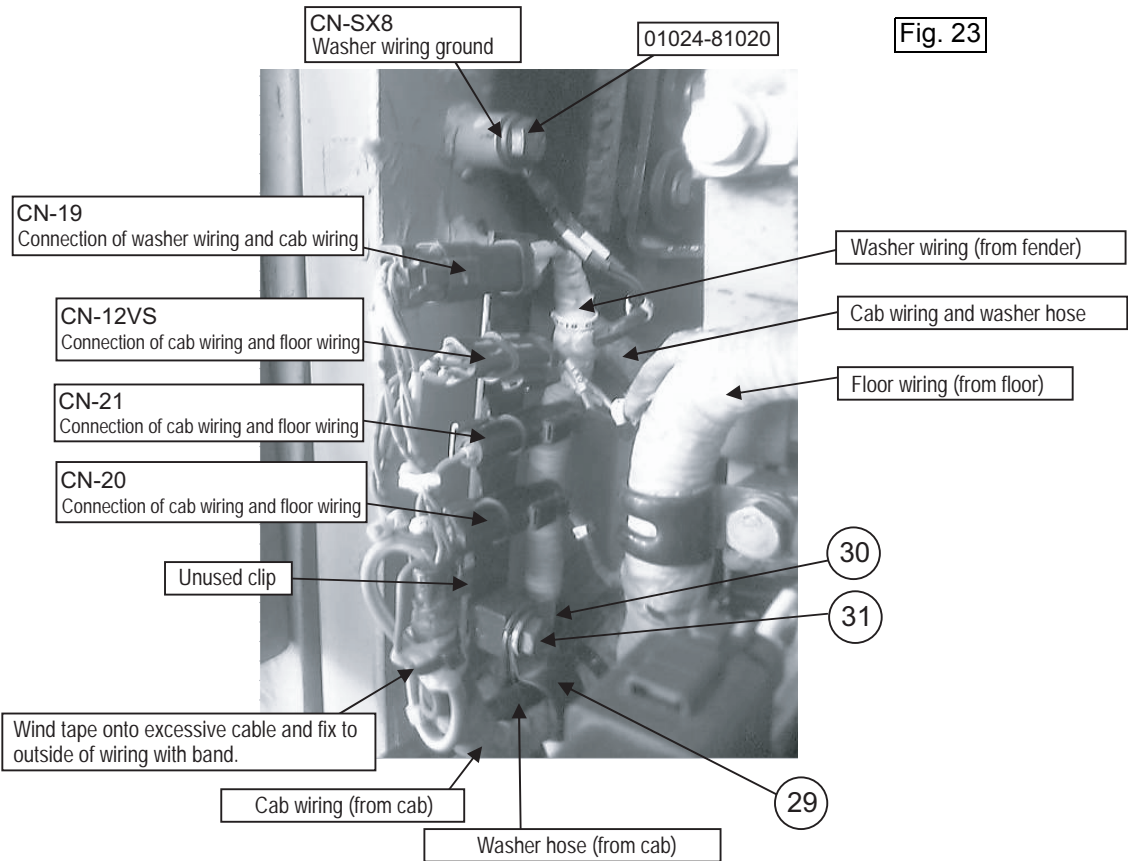 CN-SX8
Washer wiring ground
01024-81020
Fig. 23
CN-19
Connection of washer wiring and cab wiring
Washer wiring (from fender)
CN-12VS
Connection of cab wiring and floor wiring
Cab wiring and washer hose
Floor wiring (from floor)
CN-21
Connection of cab wiring and floor wiring
CN-20
Connection of cab wiring and floor wiring
30
Unused clip
31
Wind tape onto excessive cable and fix to
outside of wiring with band.
29
Cab wiring (from cab)
Washer hose (from cab)